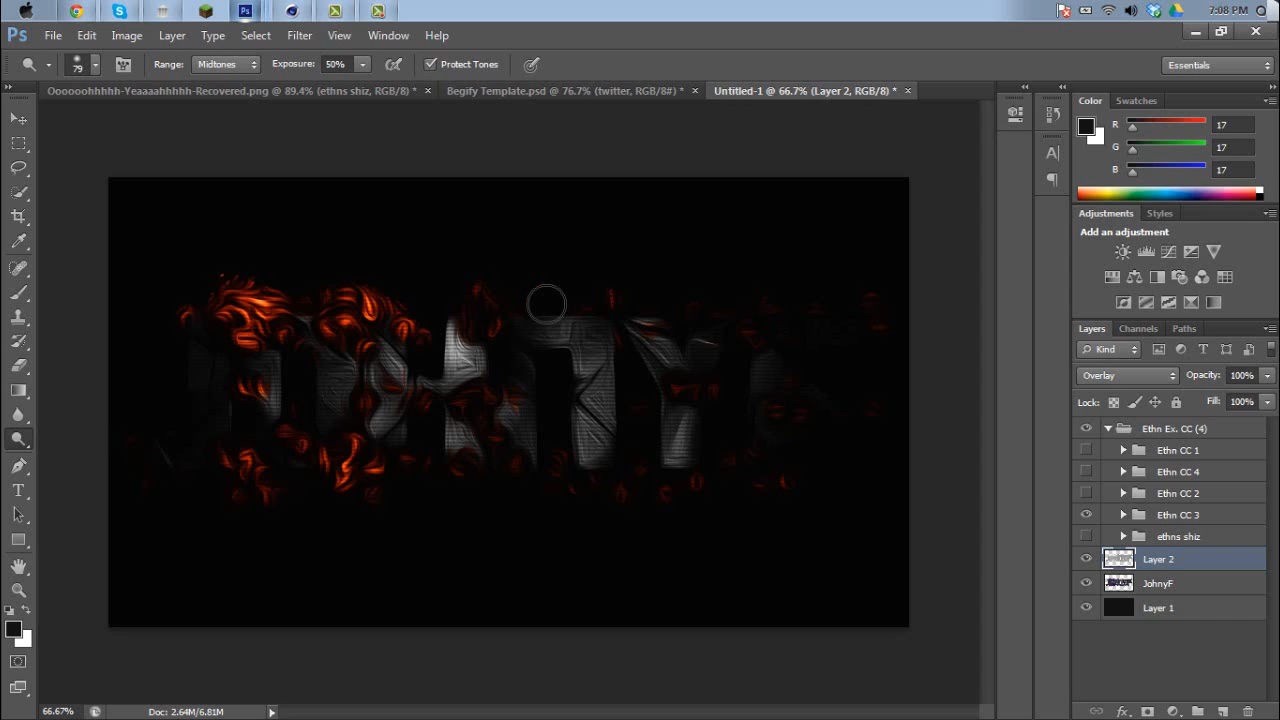 7:08 PM
Ps File Edit Image Layer Type Select Filter View Window Help
79 Range: Midtones Exposure: 50% Protect Tones Essentials
Oooooohhhhh-Yeaaaahhhhh-Recovered.png @ 89.4% (ethns shiz, RGB/8) * Begify Template.psd @ 76.7% (twitter, RGB/8#) * Untitled-1 @ 66.7% (Layer 2, RGB/8) *
Color Swatches
R 17
G 17
B 17
Adjustments Styles
Add an adjustment
Layers Channels Paths
Kind
Overlay Opacity: 100%
Lock: Fill: 100%
Ethn Ex. CC (4)
Ethn CC 1
Ethn CC 4
Ethn CC 2
Ethn CC 3
ethns shiz
Layer 2
JohnyF
Layer 1
66.67% Doc: 2.64M/6.81M